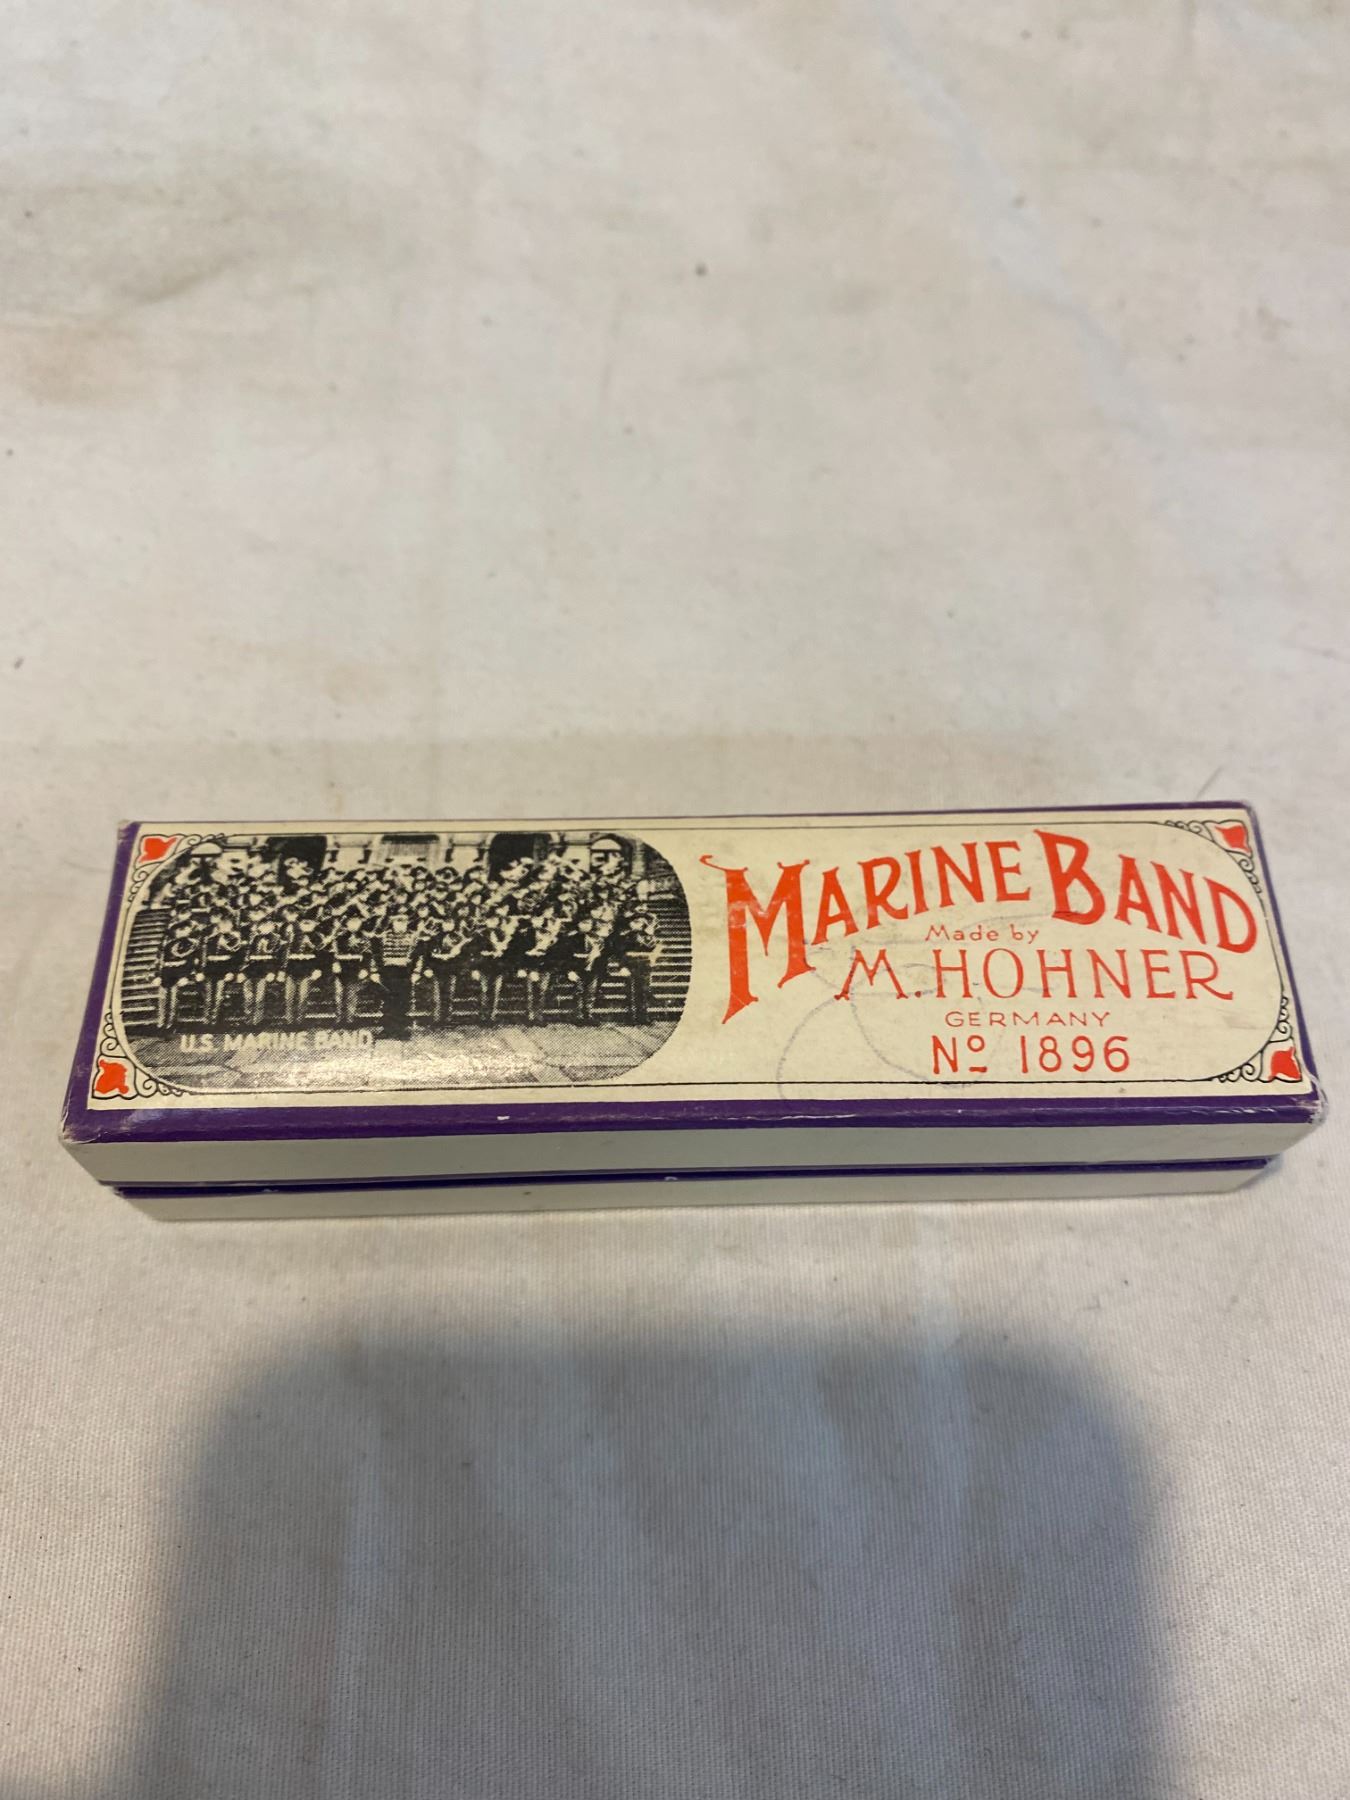 U.S. MARINE BAND
MARINE BAND
Made by
M. HOHNER
GERMANY
Nº 1896